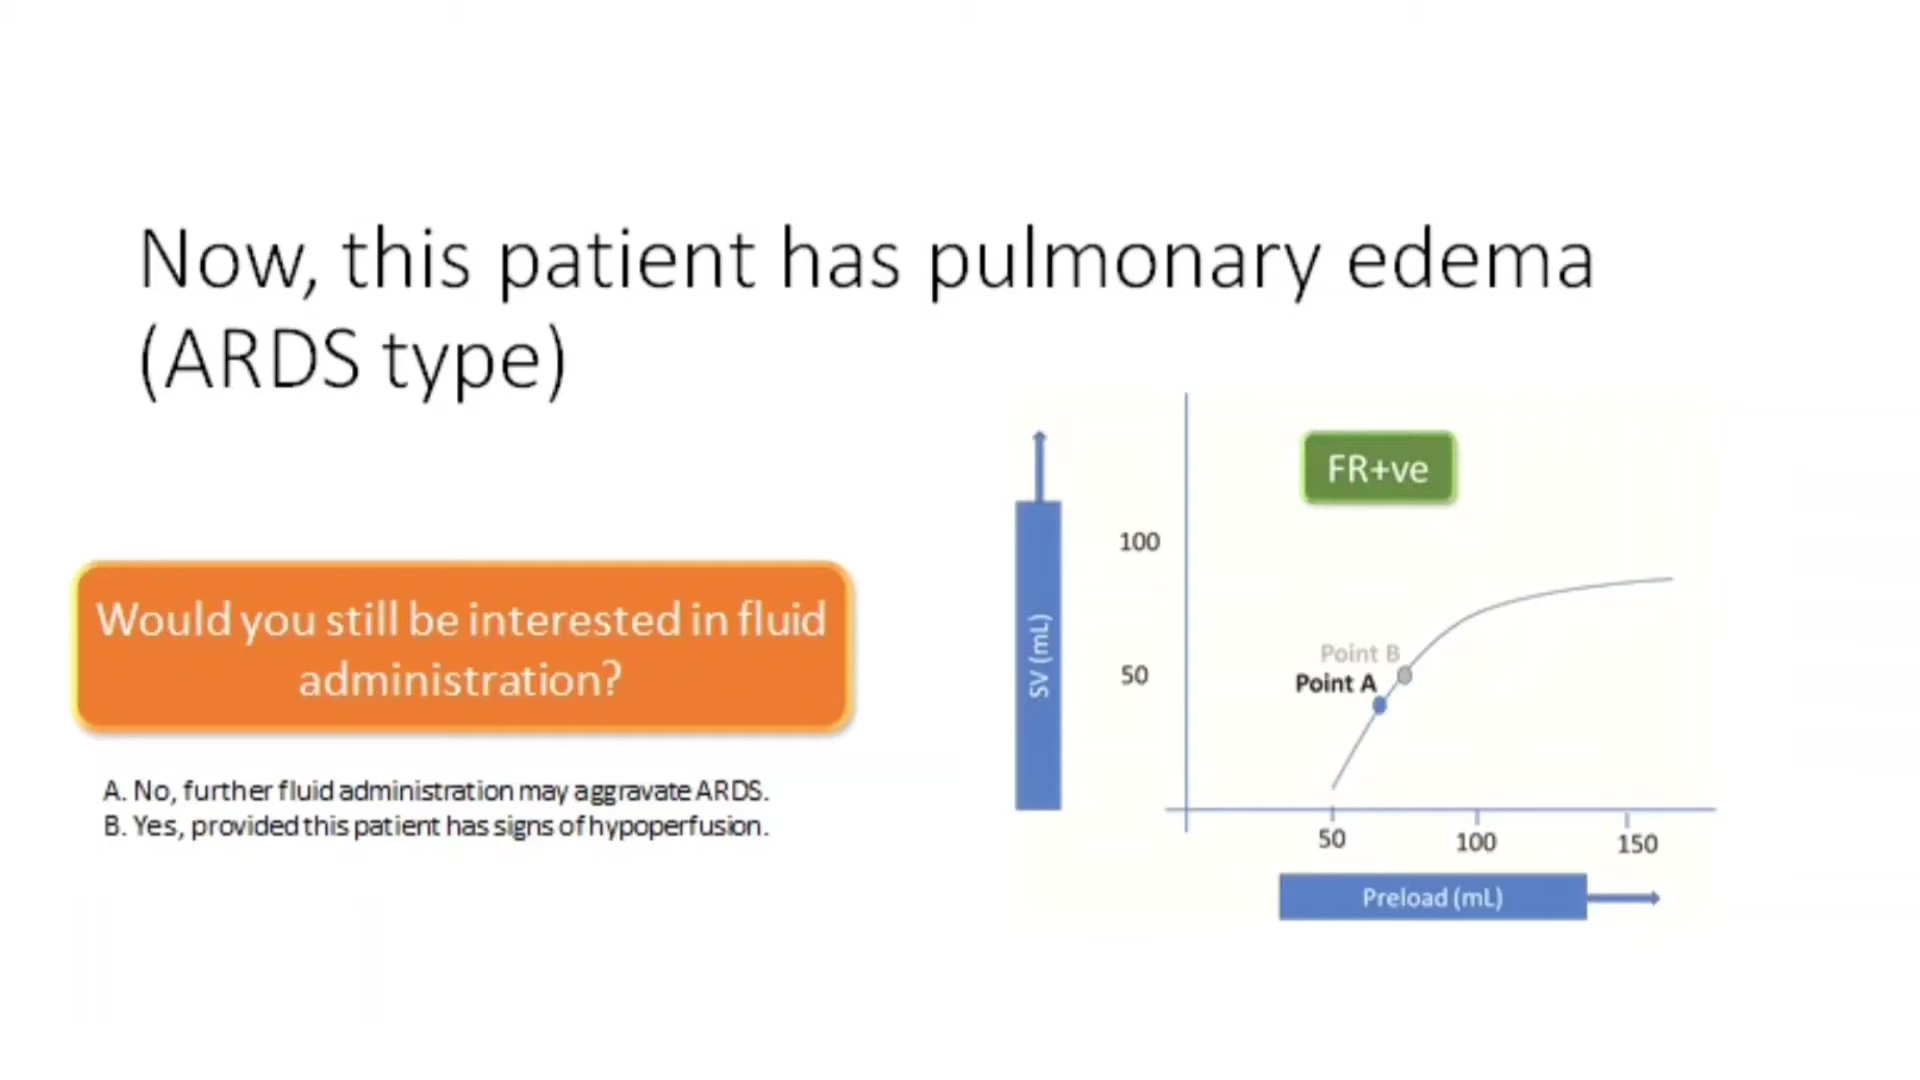 Now, this patient has pulmonary edema
(ARDS type)
Would you still be interested in fluid
administration?
A. No, further fluid administration may aggravate ARDS.
B. Yes, provided this patient has signs of hypoperfusion.
FR+ve
100
SV (mL)
Point B
50
Point A
50
100
150
Preload (mL)